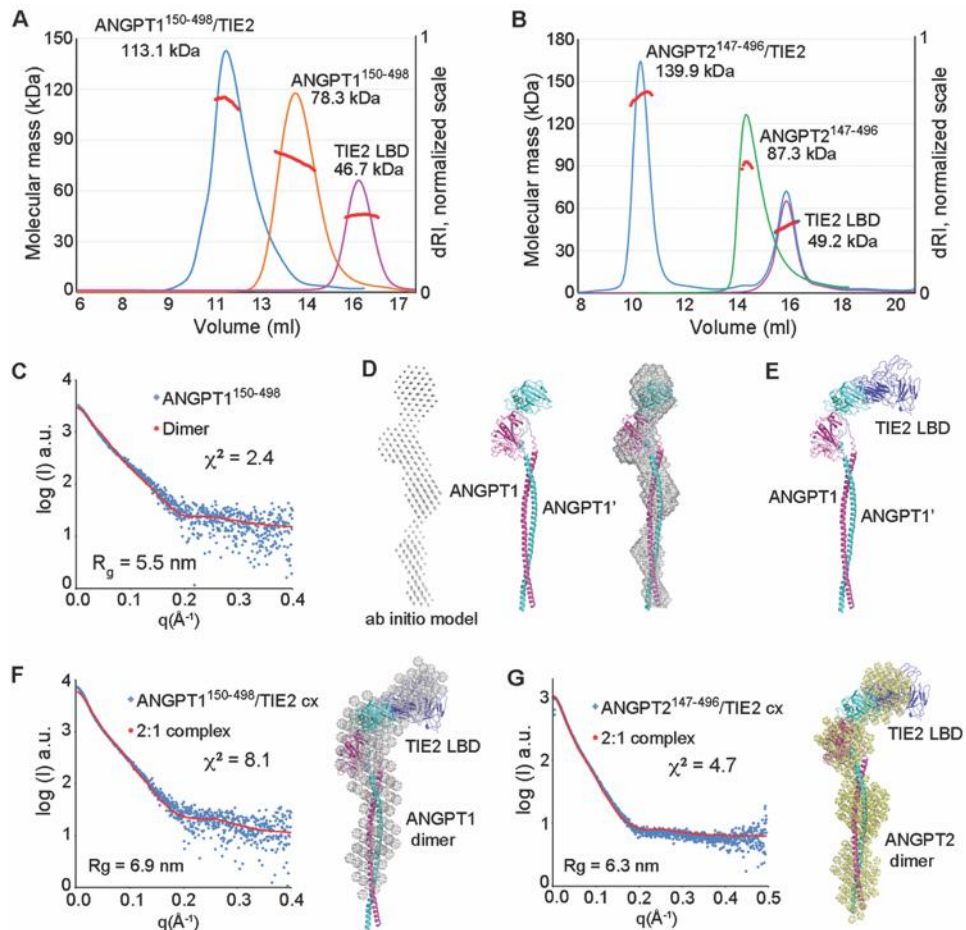 A
ANGPT1¹⁵⁰⁻⁴⁹⁸/TIE2
113.1 kDa
ANGPT1¹⁵⁰⁻⁴⁹⁸
78.3 kDa
TIE2 LBD
46.7 kDa
Molecular mass (kDa)
150
120
90
60
30
0
6 8 9 11 13 14 16 17
Volume (ml)
1
0
dRI, normalized scale
B
ANGPT2¹⁴⁷⁻⁴⁹⁶/TIE2
139.9 kDa
ANGPT2¹⁴⁷⁻⁴⁹⁶
87.3 kDa
TIE2 LBD
49.2 kDa
Molecular mass (kDa)
180
150
120
90
60
30
0
8 10 12 14 16 18 20
Volume (ml)
1
0
dRI, normalized scale
C
ANGPT1¹⁵⁰⁻⁴⁹⁸
Dimer
χ² = 2.4
R_g = 5.5 nm
log (I) a.u.
4
3
2
1
0
0.0 0.1 0.2 0.3 0.4
q(Å⁻¹)
D
ab initio model
ANGPT1
ANGPT1'
E
TIE2 LBD
ANGPT1
ANGPT1'
F
ANGPT1¹⁵⁰⁻⁴⁹⁸/TIE2 cx
2:1 complex
χ² = 8.1
Rg = 6.9 nm
log (I) a.u.
4
3
2
1
0
0.0 0.1 0.2 0.3 0.4
q(Å⁻¹)
TIE2 LBD
ANGPT1
dimer
G
ANGPT2¹⁴⁷⁻⁴⁹⁶/TIE2 cx
2:1 complex
χ² = 4.7
Rg = 6.3 nm
log (I) a.u.
3
2
1
0
0.0 0.1 0.2 0.3 0.4 0.5
q(Å⁻¹)
TIE2 LBD
ANGPT2
dimer